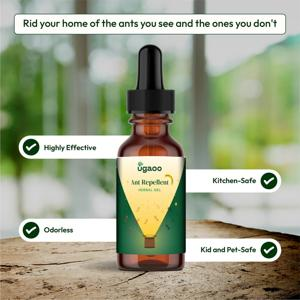 Rid your home of the ants you see and the ones you don't
Highly Effective
ugaoo
Ant Repellent
HERBAL GEL
Kitchen-Safe
Odorless
Kid and Pet-Safe